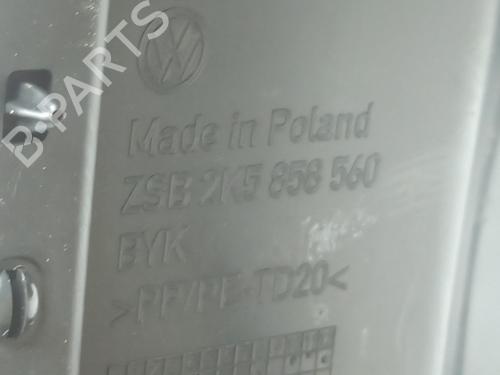 B-PARTS
Made in Poland
ZSB 2K5 858 560
BYK
>PP/PE-TD20<